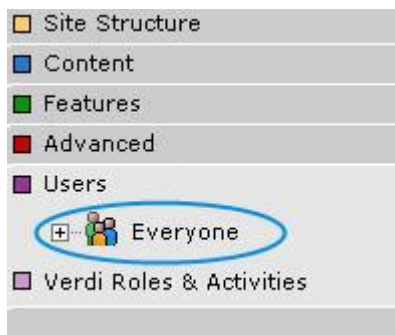 Site Structure
Content
Features
Advanced
Users
Everyone
Verdi Roles & Activities